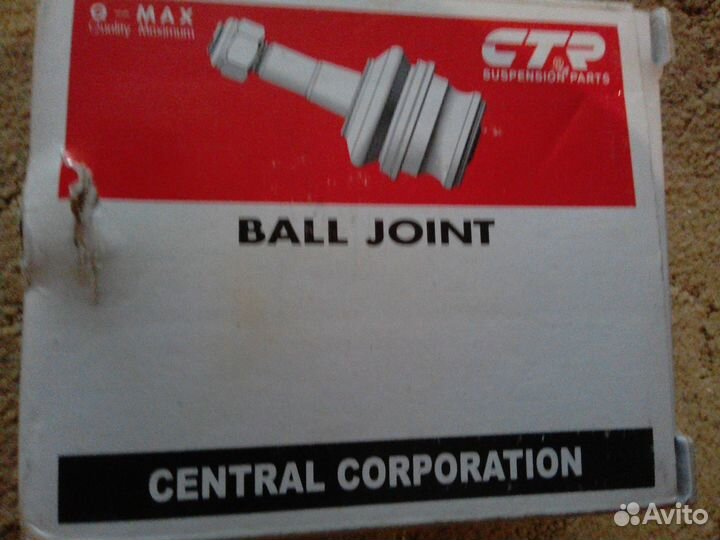 Q-MAX
Quality Maximum
CTR
®
SUSPENSION PARTS
BALL JOINT
CENTRAL CORPORATION
Avito